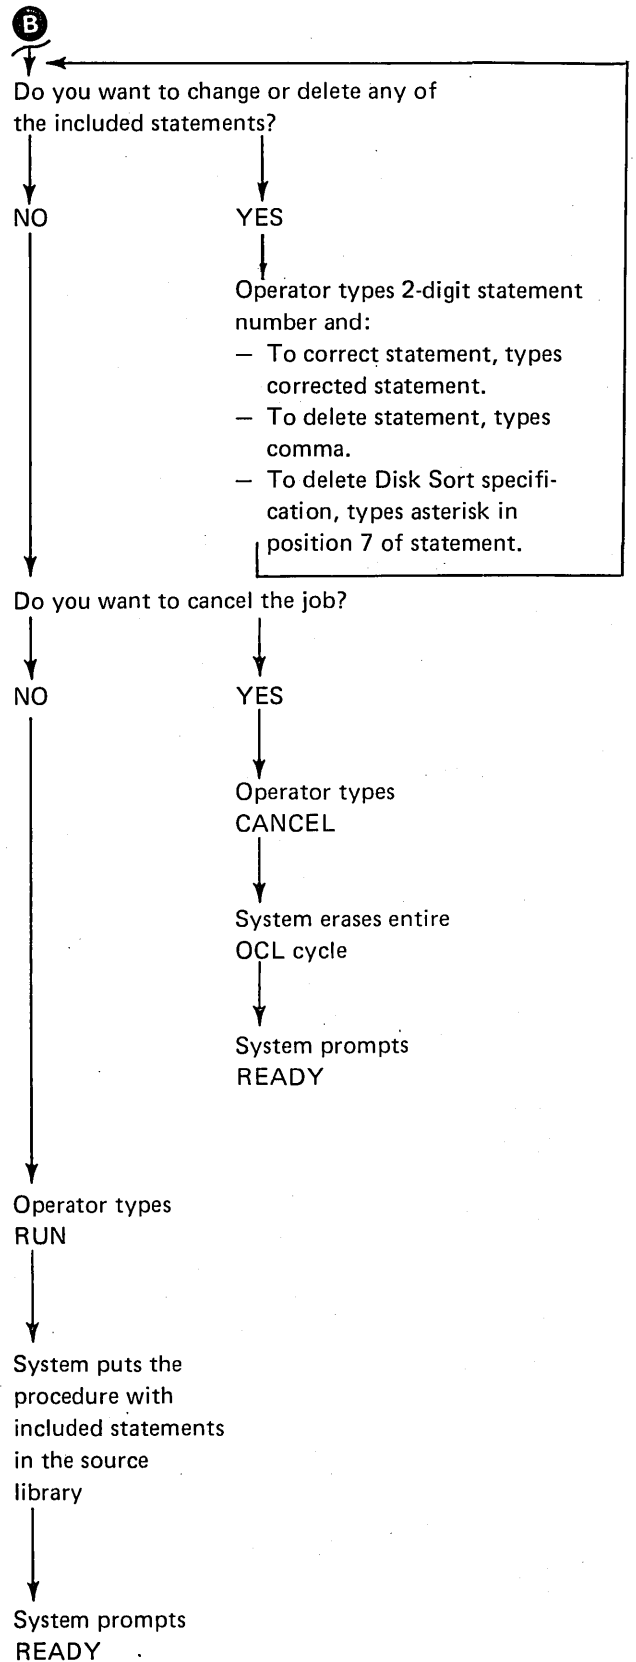 B
Do you want to change or delete any of
the included statements?
NO
YES
Operator types 2-digit statement
number and:
— To correct statement, types
corrected statement.
— To delete statement, types
comma.
— To delete Disk Sort specifi-
cation, types asterisk in
position 7 of statement.
Do you want to cancel the job?
NO
YES
Operator types
CANCEL
System erases entire
OCL cycle
System prompts
READY
Operator types
RUN
System puts the
procedure with
included statements
in the source
library
System prompts
READY